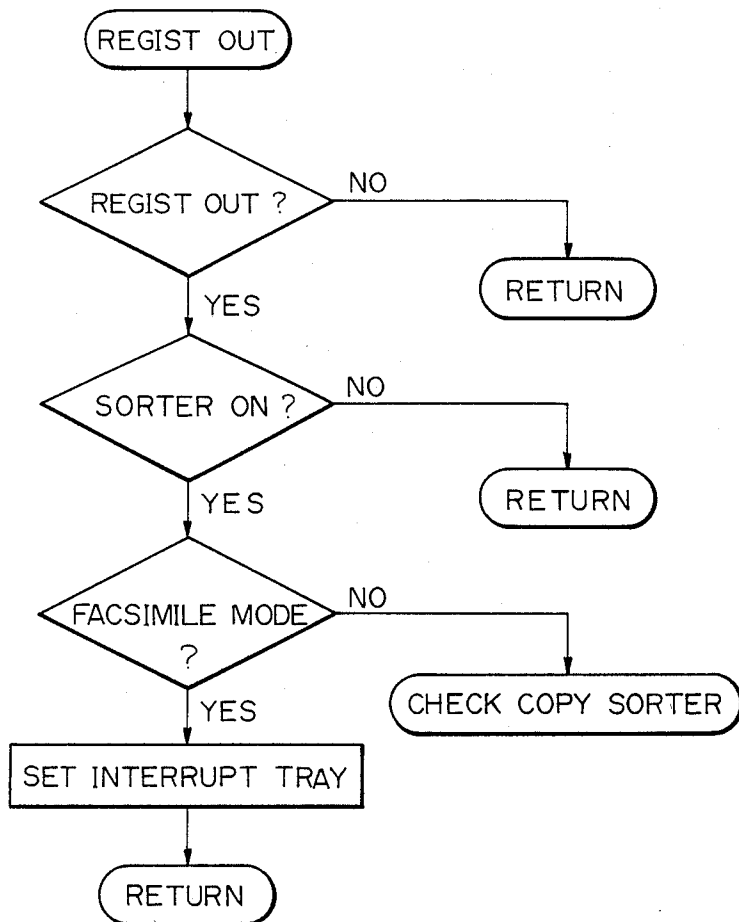 REGIST OUT
REGIST OUT ?
NO
RETURN
YES
SORTER ON ?
NO
RETURN
YES
FACSIMILE MODE
?
NO
CHECK COPY SORTER
YES
SET INTERRUPT TRAY
RETURN